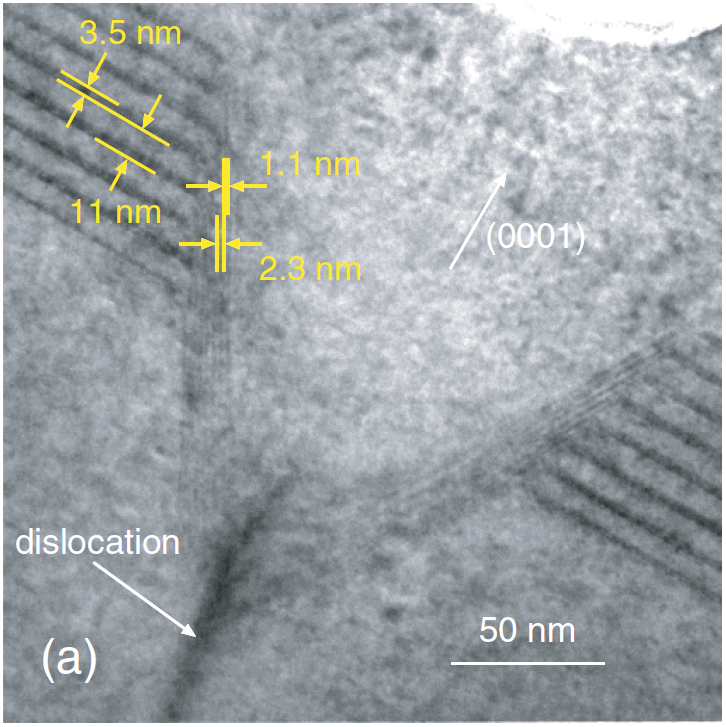 3.5 nm
1.1 nm
11 nm
(0001)
2.3 nm
dislocation
50 nm
(a)